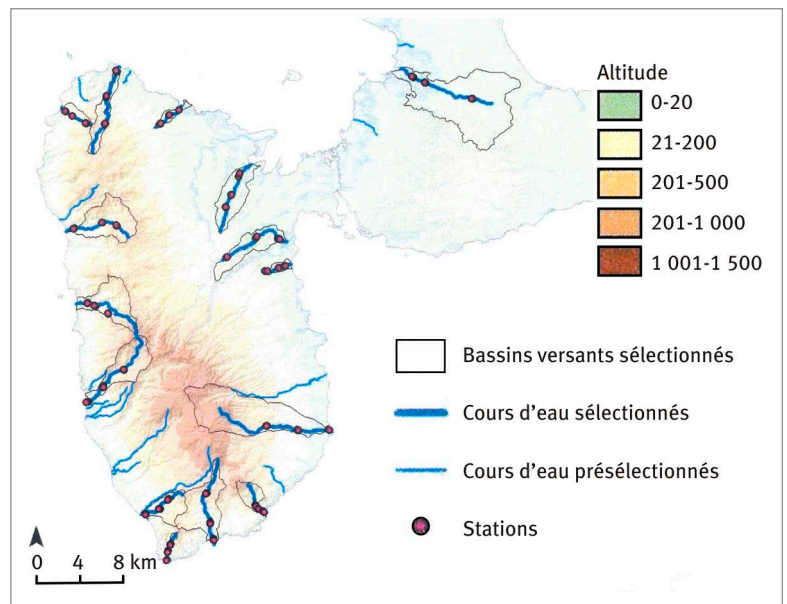 Altitude
0-20
21-200
201-500
201-1 000
1 001-1 500
Bassins versants sélectionnés
Cours d'eau sélectionnés
Cours d'eau présélectionnés
Stations
0 4 8 km